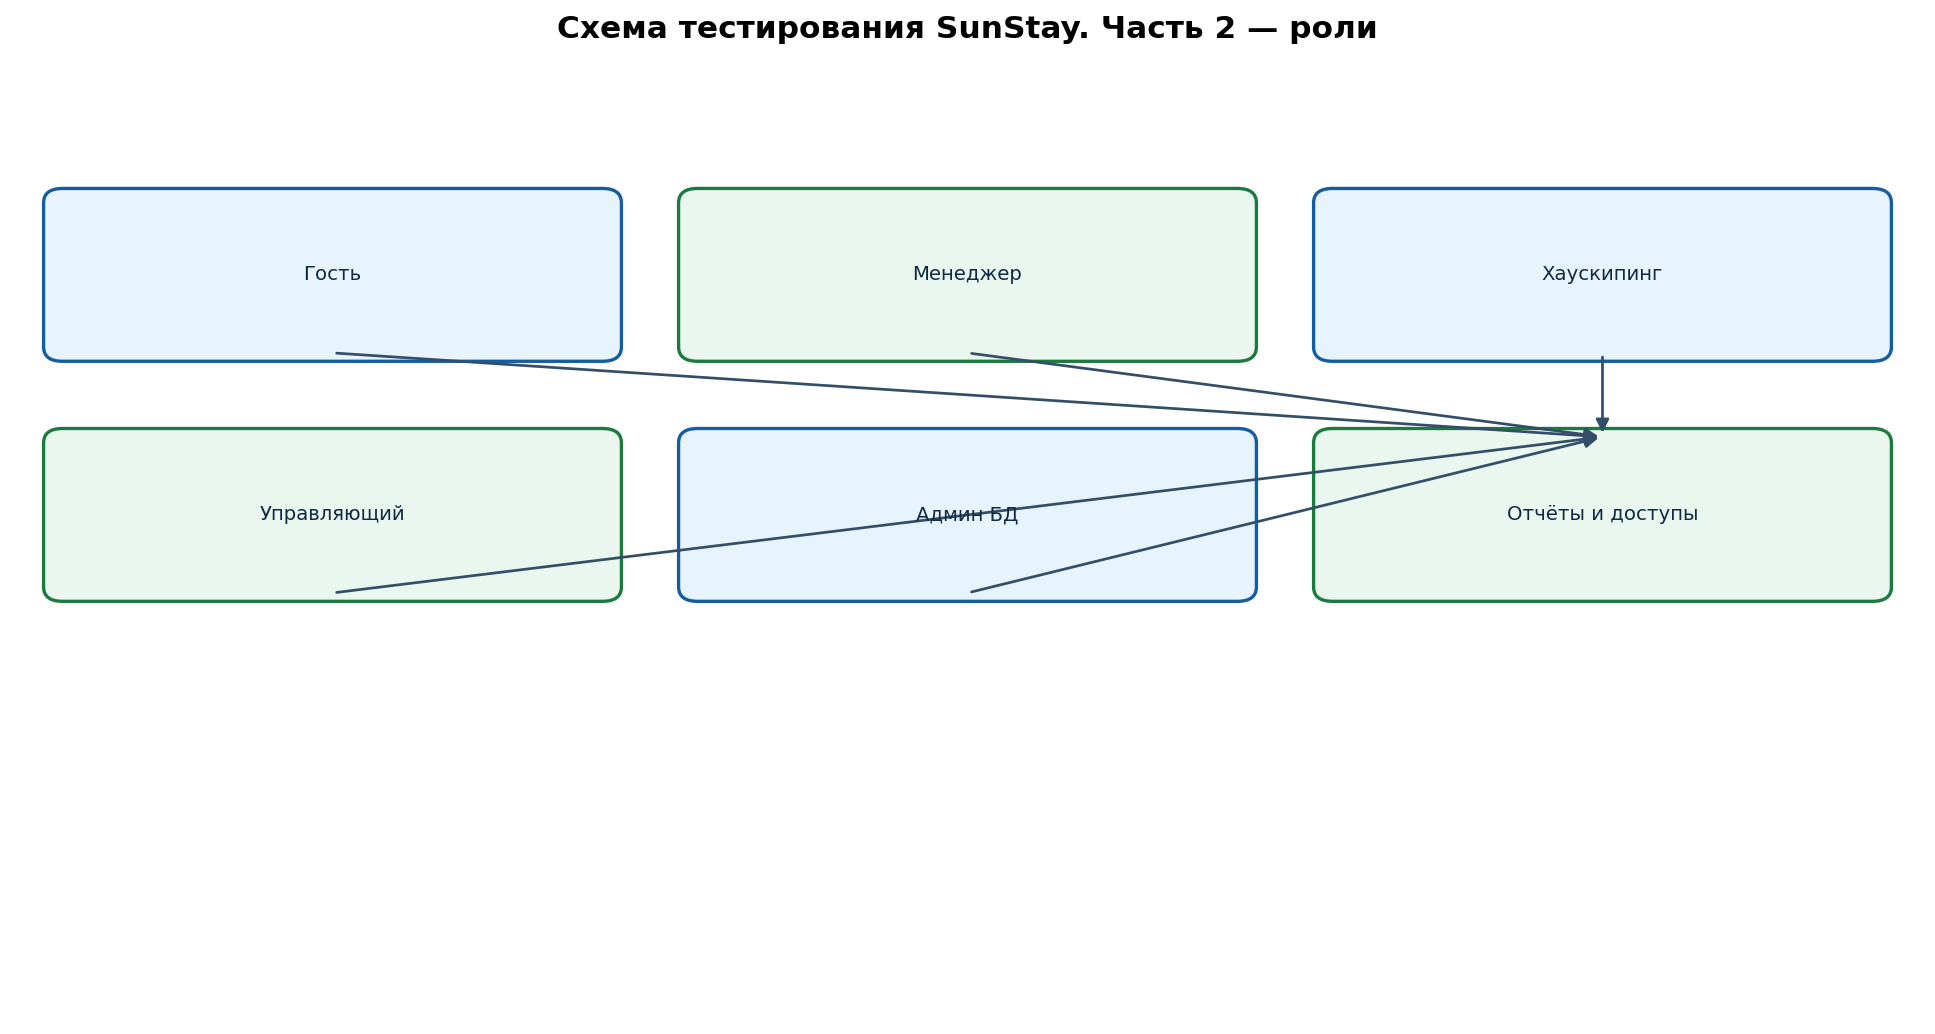 Схема тестирования SunStay. Часть 2 — роли
Гость
Менеджер
Хаускипинг
Управляющий
Админ БД
Отчёты и доступы